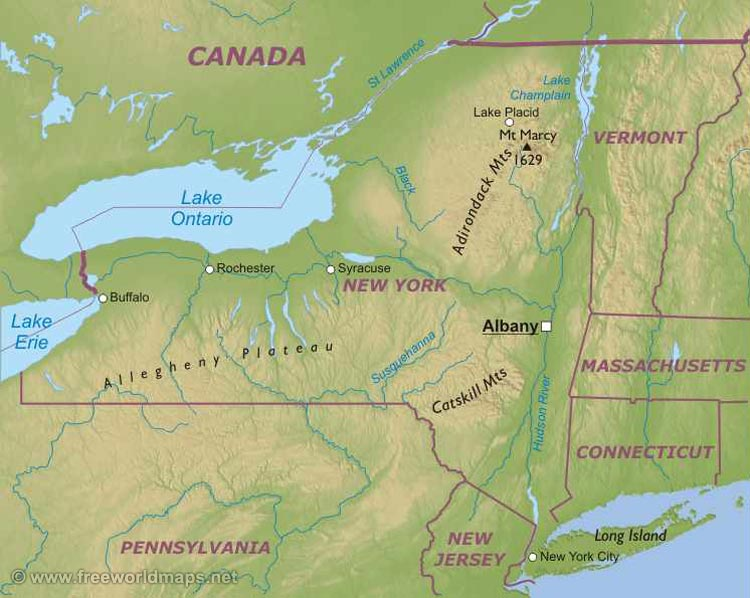 CANADA
St Lawrence
Lake
Champlain
Lake Placid
Mt Marcy
1629
VERMONT
Adirondack Mts
Black
Lake
Ontario
Rochester
Syracuse
NEW YORK
Buffalo
Lake
Erie
Albany
Allegheny Plateau
Susquehanna
Catskill Mts
Hudson River
MASSACHUSETTS
CONNECTICUT
PENNSYLVANIA
NEW
JERSEY
Long Island
New York City
© www.freeworldmaps.net